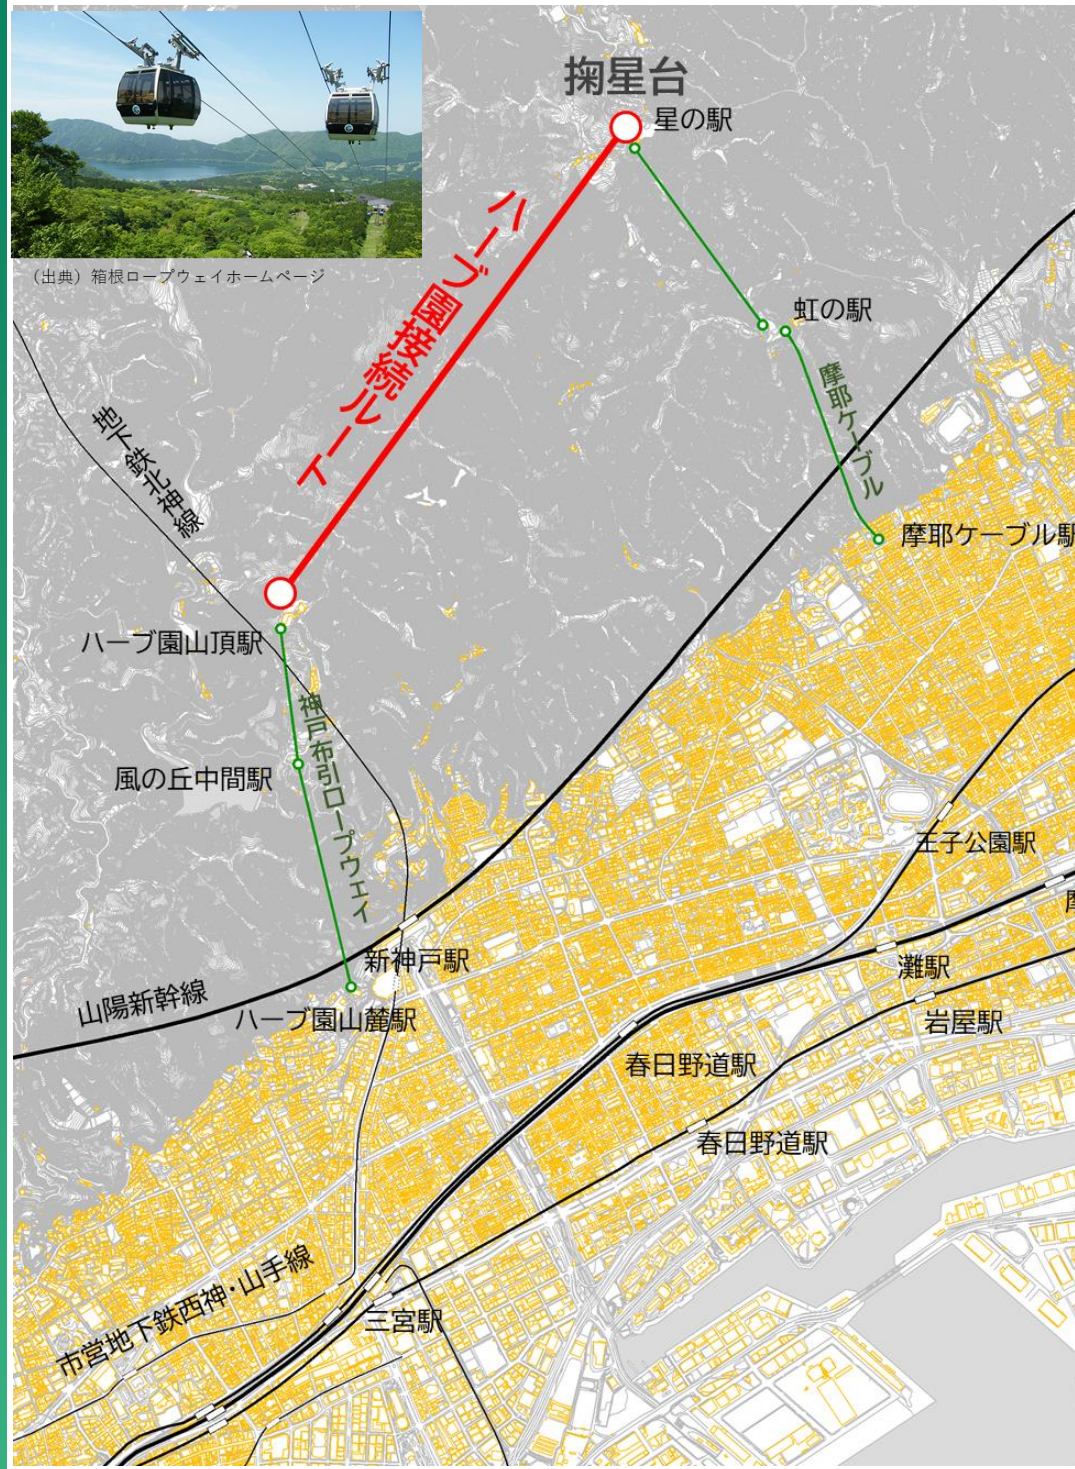 掬星台
星の駅
(出典)箱根ロープウェイホームページ
ハーブ園接続ルート
虹の駅
摩耶ケーブル
地下鉄北神線
摩耶ケーブル駅
ハーブ園山頂駅
神戸布引ロープウェイ
風の丘中間駅
王子公園駅
新神戸駅
灘駅
山陽新幹線
ハーブ園山麓駅
岩屋駅
春日野道駅
春日野道駅
市営地下鉄西神・山手線
三宮駅